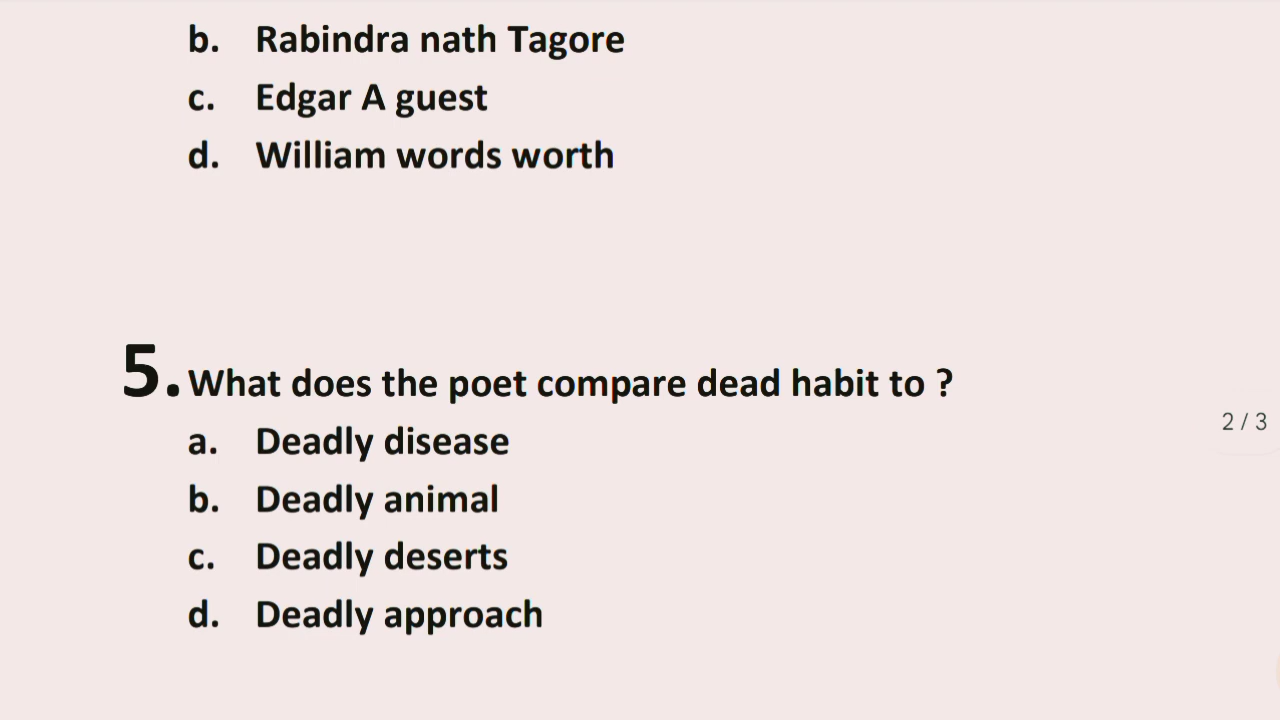 b. Rabindra nath Tagore
c. Edgar A guest
d. William words worth
5. What does the poet compare dead habit to ?
a. Deadly disease
b. Deadly animal
2 / 3
c. Deadly deserts
d. Deadly approach